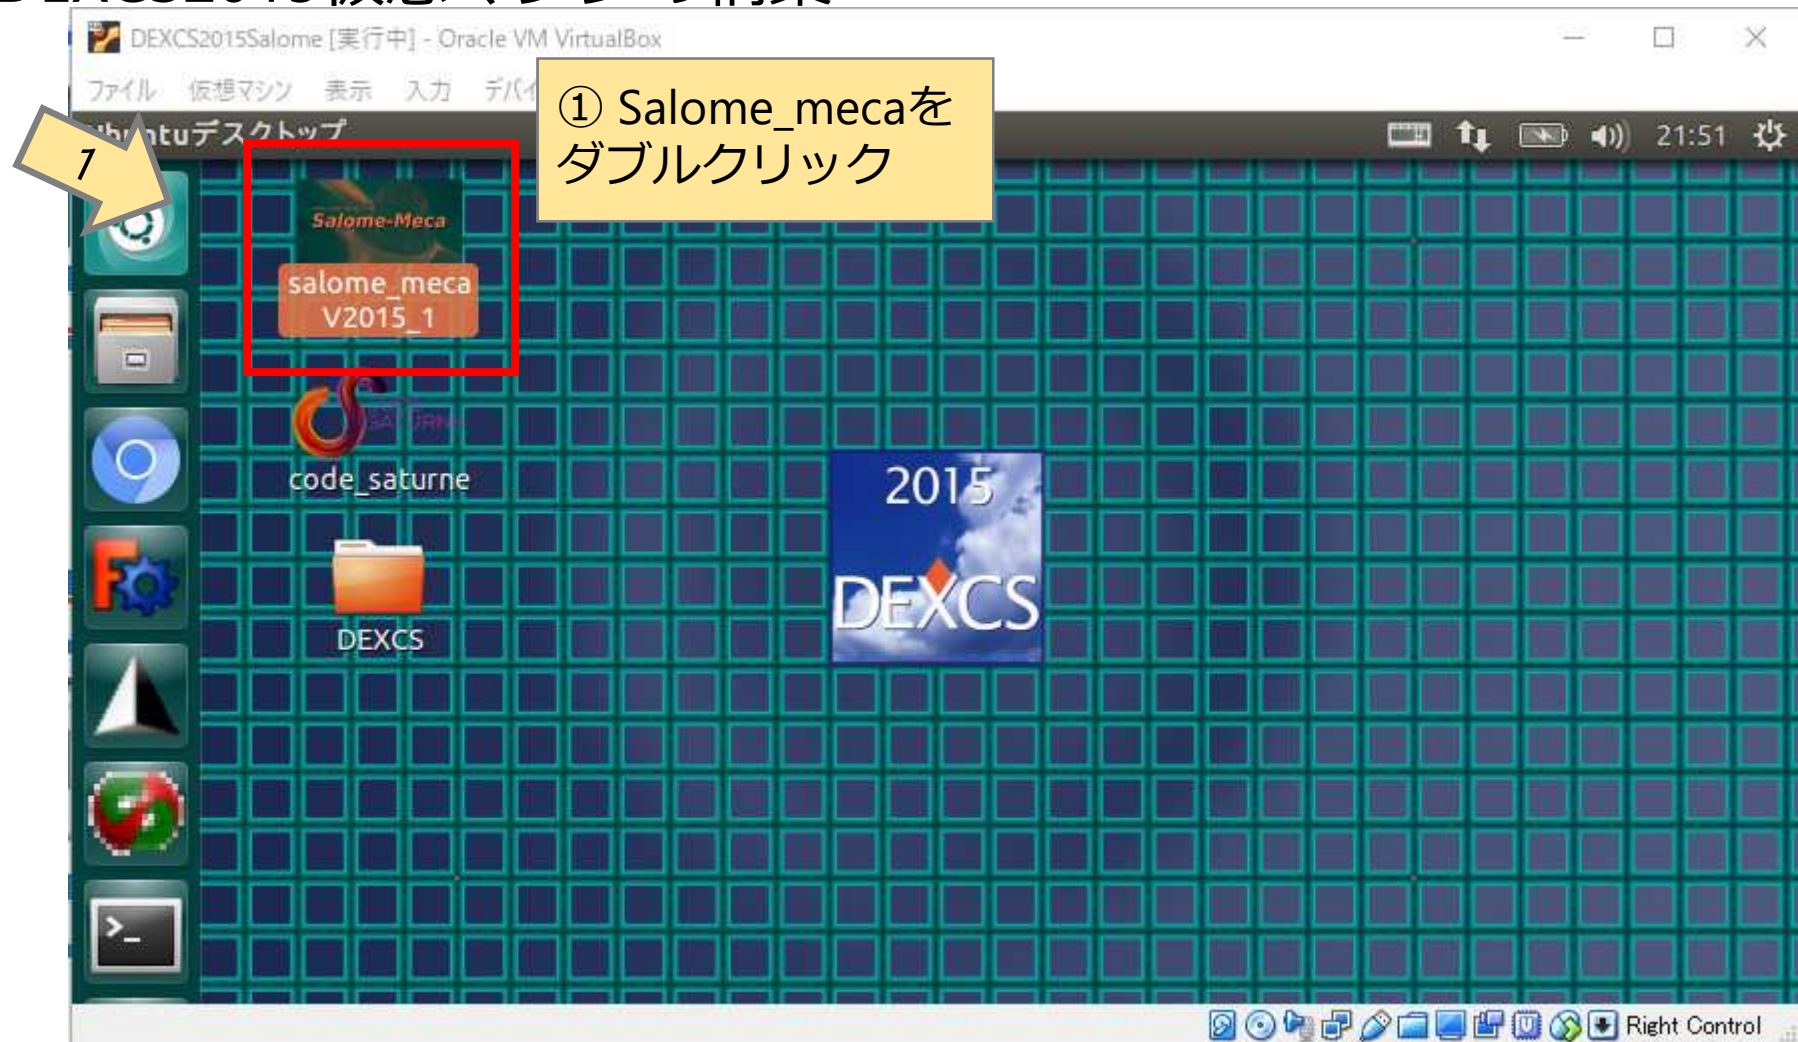 DEXCS2015Salome [実行中] - Oracle VM VirtualBox
ファイル 仮想マシン 表示 入力
① Salome_mecaを
ダブルクリック
1
21:51
Salome-Meca
salome_meca
V2015_1
code_saturne
2015
DEXCS
DEXCS
>_
Right Control